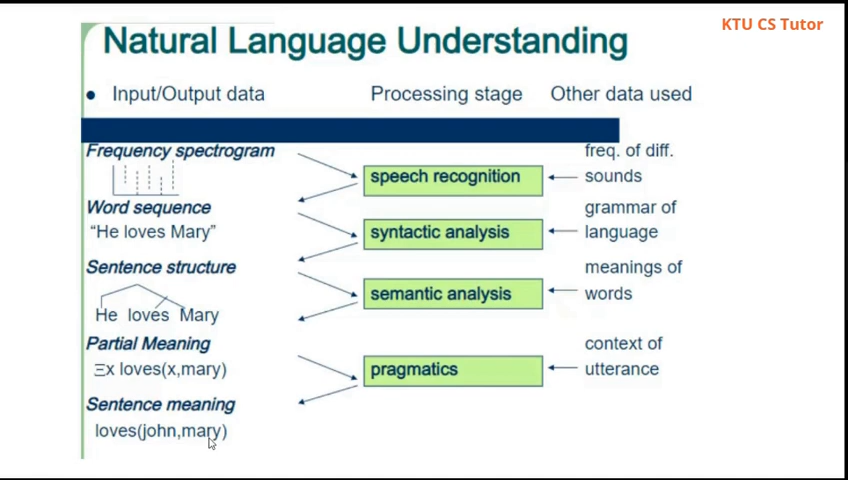 KTU CS Tutor
Natural Language Understanding
● Input/Output data Processing stage Other data used
Frequency spectrogram
freq. of diff.
speech recognition
sounds
Word sequence
grammar of
"He loves Mary"
syntactic analysis
language
Sentence structure
meanings of
semantic analysis
words
He loves Mary
Partial Meaning
context of
Ξx loves(x,mary)
pragmatics
utterance
Sentence meaning
loves(john,mary)